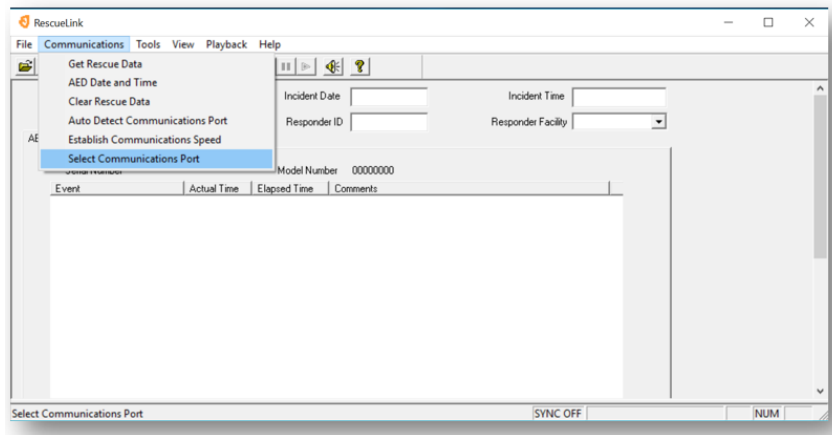 RescueLink
File Communications Tools View Playback Help
Get Rescue Data
AED Date and Time
Clear Rescue Data
Auto Detect Communications Port
Establish Communications Speed
Select Communications Port
Incident Date Incident Time
Responder ID Responder Facility
AE
Serial Number Model Number 00000000
Event Actual Time Elapsed Time Comments
Select Communications Port SYNC OFF NUM